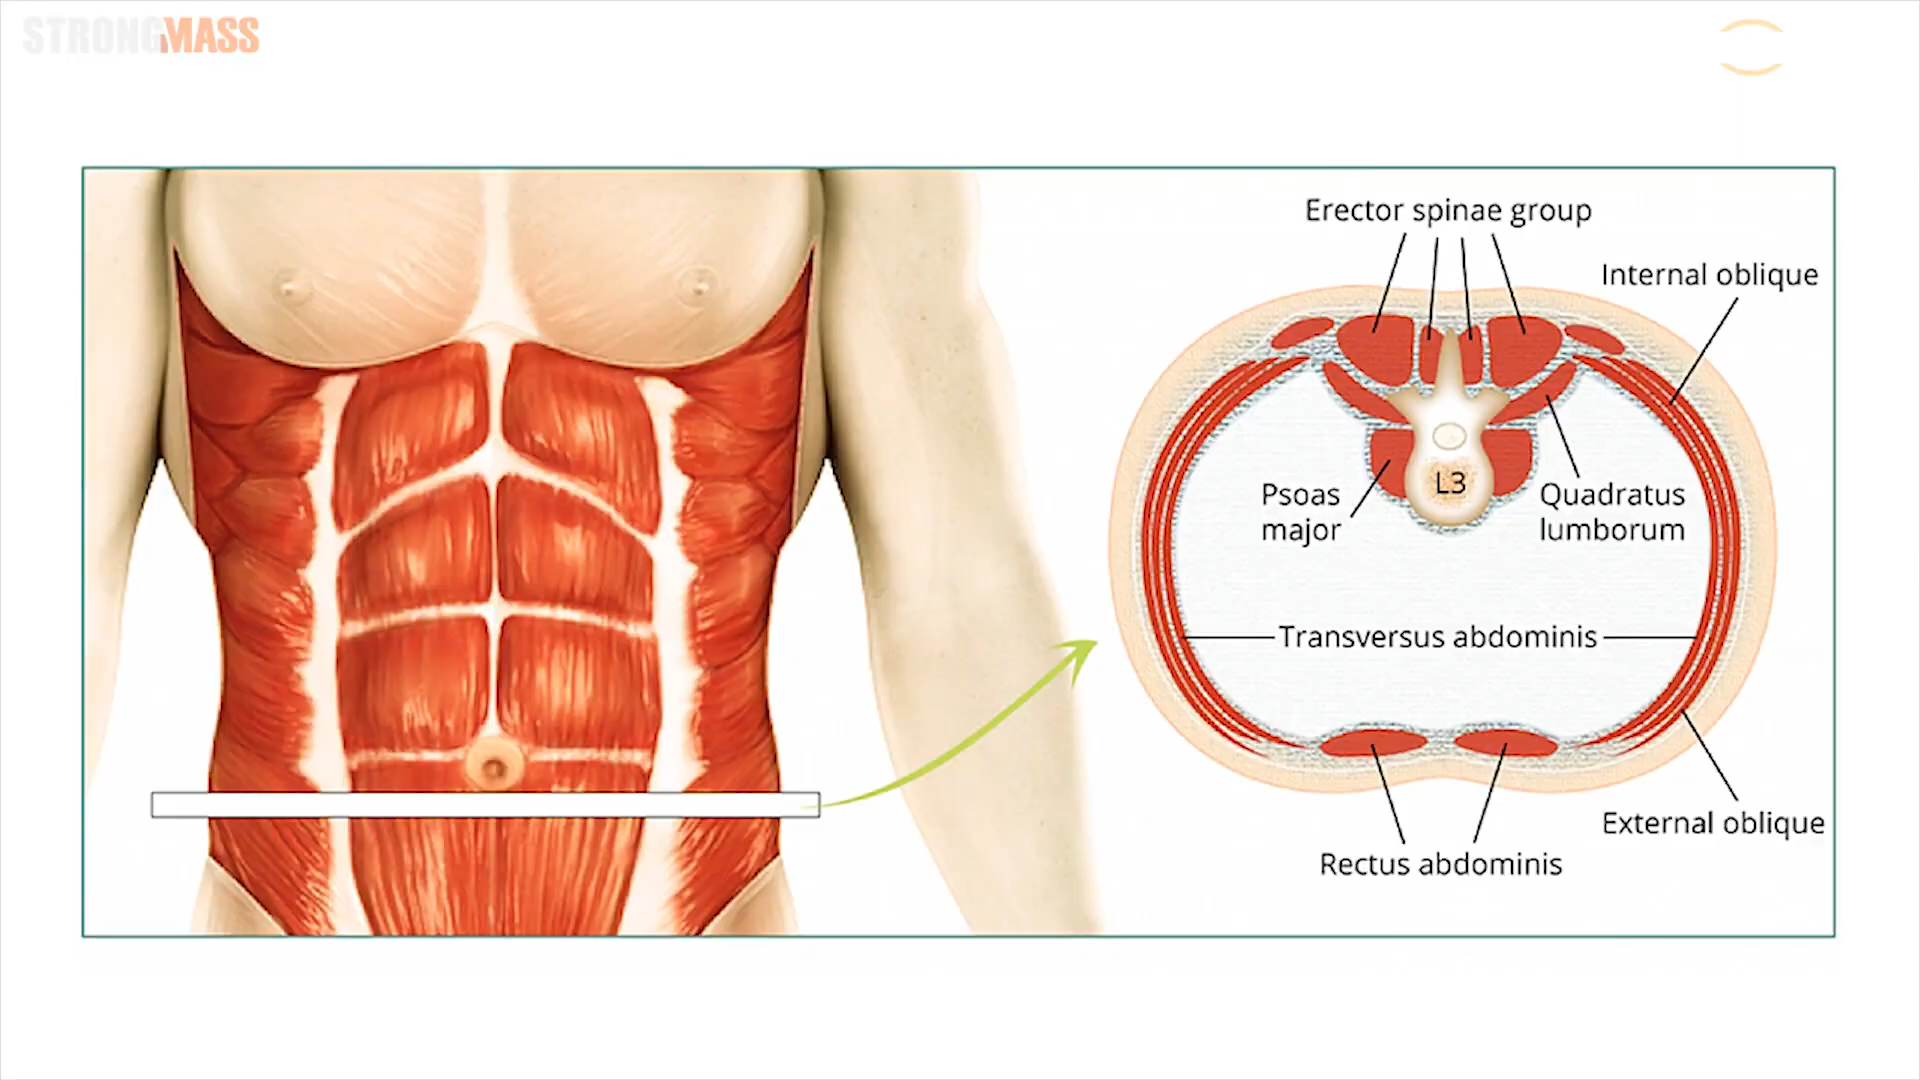 STRONGMASS
Erector spinae group
Internal oblique
L3
Psoas
major
Quadratus
lumborum
Transversus abdominis
External oblique
Rectus abdominis